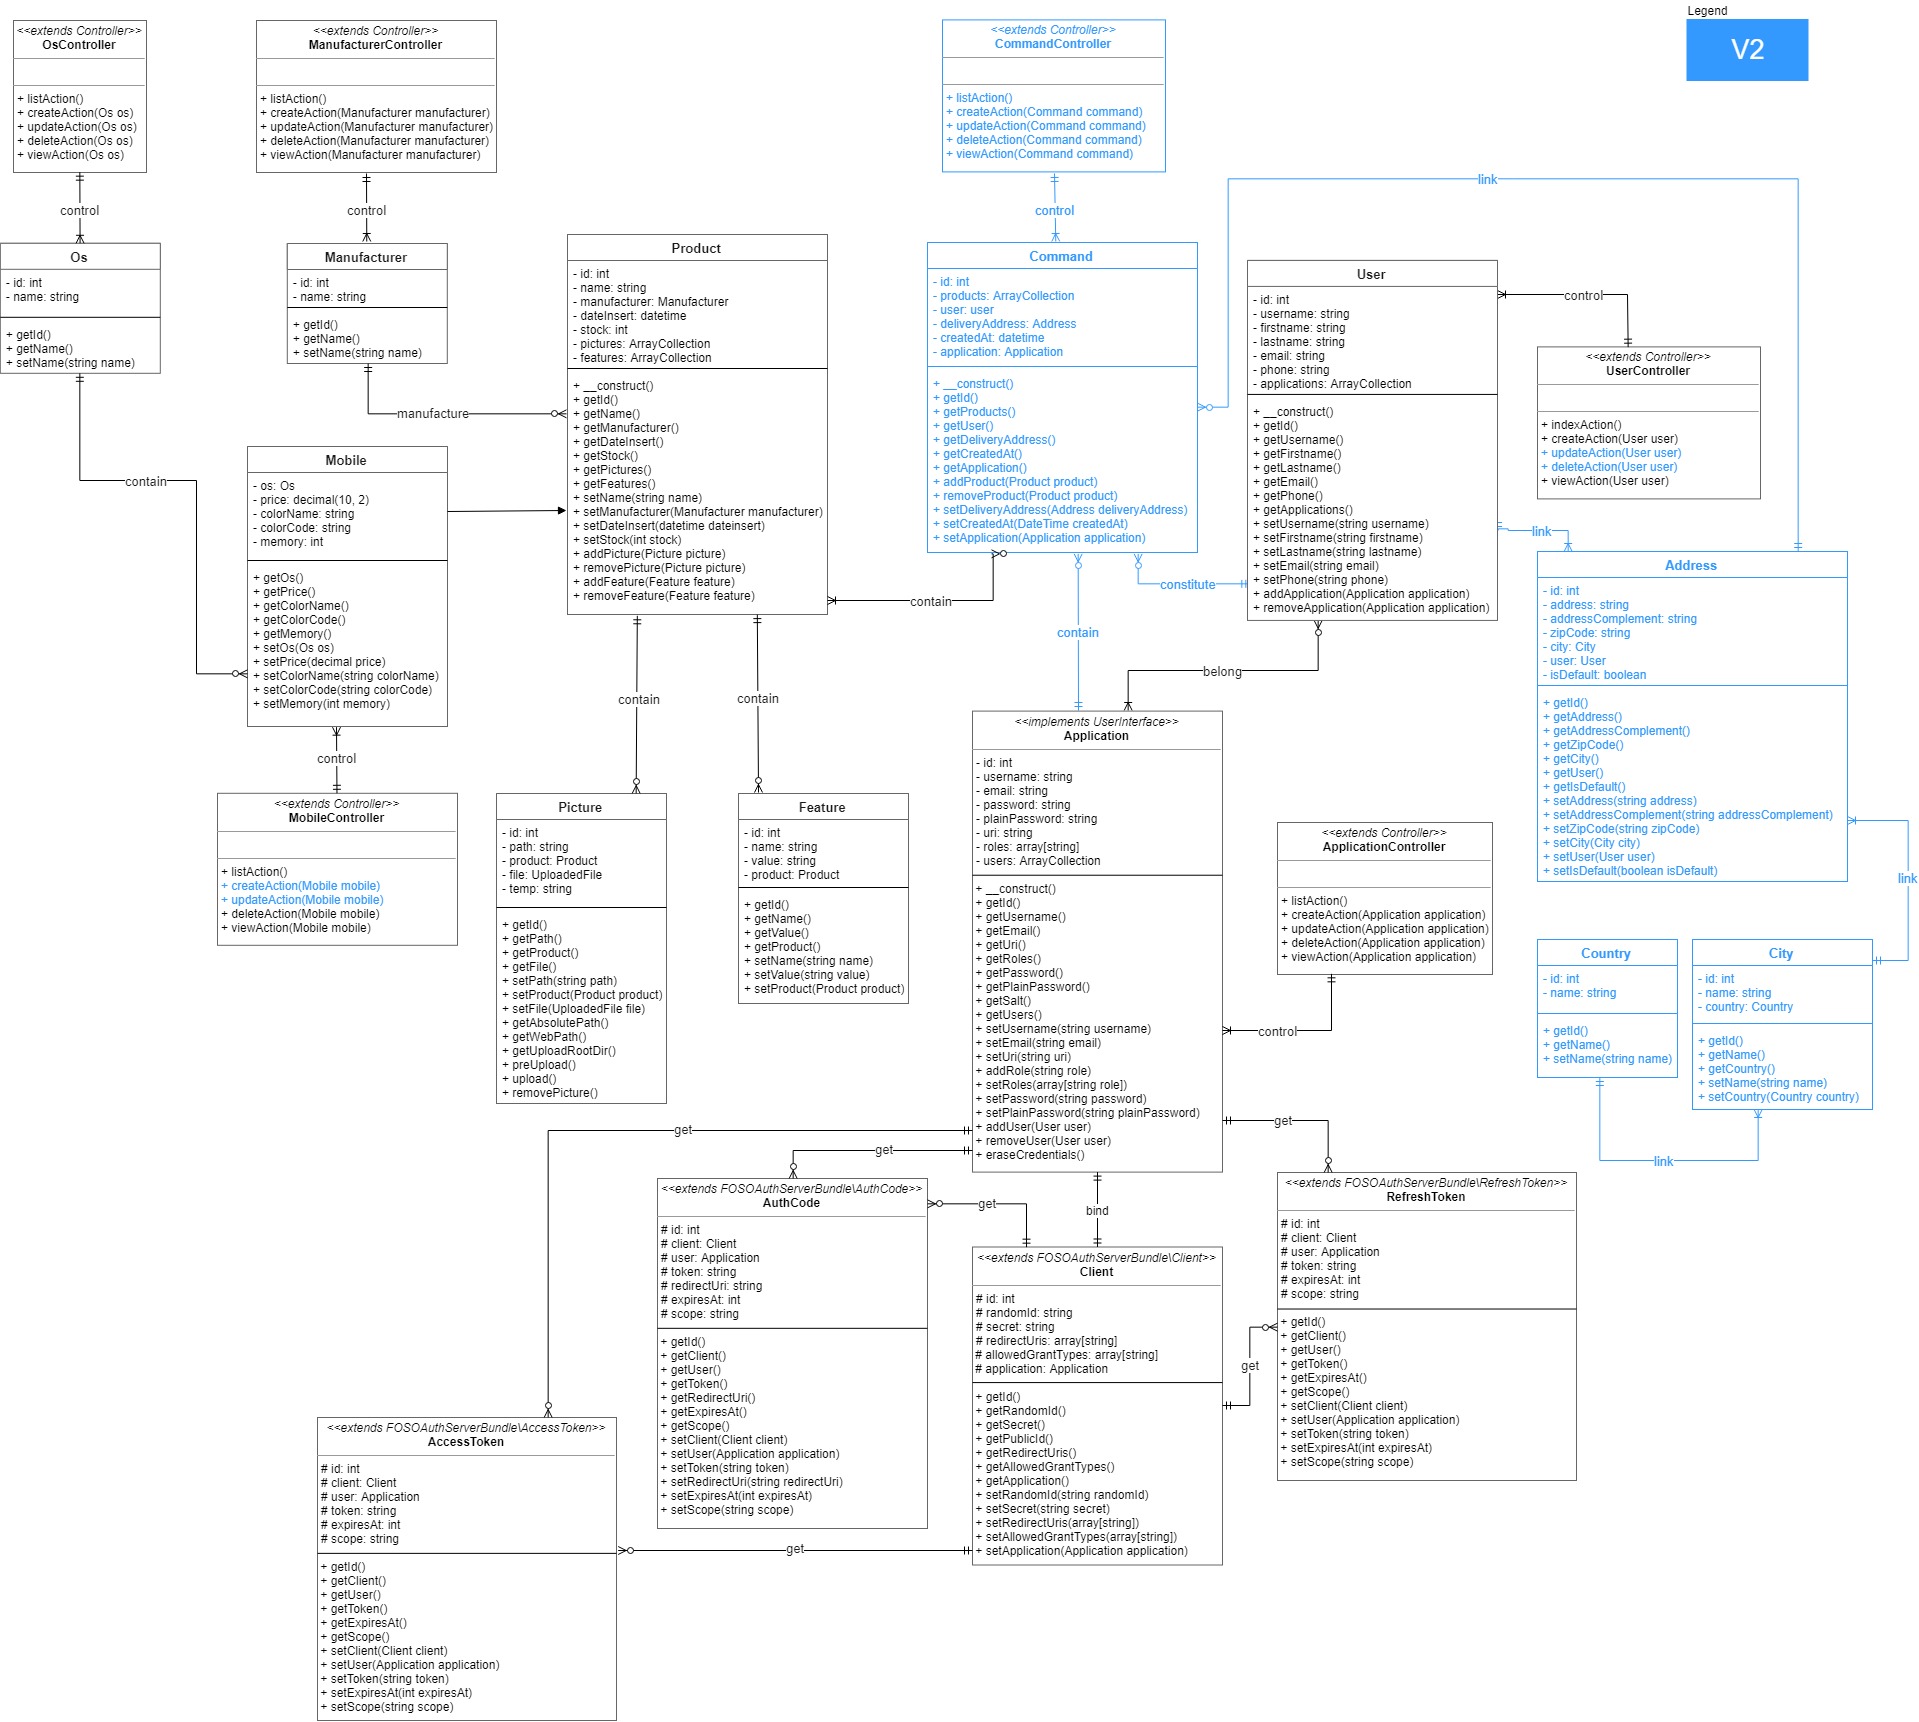 Legend
V2
<<extends Controller>>
OsController
+ listAction()
+ createAction(Os os)
+ updateAction(Os os)
+ deleteAction(Os os)
+ viewAction(Os os)
control
<<extends Controller>>
ManufacturerController
+ listAction()
+ createAction(Manufacturer manufacturer)
+ updateAction(Manufacturer manufacturer)
+ deleteAction(Manufacturer manufacturer)
+ viewAction(Manufacturer manufacturer)
control
<<extends Controller>>
CommandController
+ listAction()
+ createAction(Command command)
+ updateAction(Command command)
+ deleteAction(Command command)
+ viewAction(Command command)
control
link
Os
- id: int
- name: string
+ getId()
+ getName()
+ setName(string name)
contain
Manufacturer
- id: int
- name: string
+ getId()
+ getName()
+ setName(string name)
manufacture
Product
- id: int
- name: string
- manufacturer: Manufacturer
- dateInsert: datetime
- stock: int
- pictures: ArrayCollection
- features: ArrayCollection
+ __construct()
+ getId()
+ getName()
+ getManufacturer()
+ getDateInsert()
+ getStock()
+ getPictures()
+ getFeatures()
+ setName(string name)
+ setManufacturer(Manufacturer manufacturer)
+ setDateInsert(datetime dateinsert)
+ setStock(int stock)
+ addPicture(Picture picture)
+ removePicture(Picture picture)
+ addFeature(Feature feature)
+ removeFeature(Feature feature)
contain
contain
contain
Command
- id: int
- products: ArrayCollection
- user: user
- deliveryAddress: Address
- createdAt: datetime
- application: Application
+ __construct()
+ getId()
+ getProducts()
+ getUser()
+ getDeliveryAddress()
+ getCreatedAt()
+ getApplication()
+ addProduct(Product product)
+ removeProduct(Product product)
+ setDeliveryAddress(Address deliveryAddress)
+ setCreatedAt(DateTime createdAt)
+ setApplication(Application application)
constitute
contain
User
- id: int
- username: string
- firstname: string
- lastname: string
- email: string
- phone: string
- applications: ArrayCollection
+ __construct()
+ getId()
+ getUsername()
+ getFirstname()
+ getLastname()
+ getEmail()
+ getPhone()
+ getApplications()
+ setUsername(string username)
+ setFirstname(string firstname)
+ setLastname(string lastname)
+ setEmail(string email)
+ setPhone(string phone)
+ addApplication(Application application)
+ removeApplication(Application application)
control
link
belong
<<extends Controller>>
UserController
+ indexAction()
+ createAction(User user)
+ updateAction(User user)
+ deleteAction(User user)
+ viewAction(User user)
Mobile
- os: Os
- price: decimal(10, 2)
- colorName: string
- colorCode: string
- memory: int
+ getOs()
+ getPrice()
+ getColorName()
+ getColorCode()
+ getMemory()
+ setOs(Os os)
+ setPrice(decimal price)
+ setColorName(string colorName)
+ setColorCode(string colorCode)
+ setMemory(int memory)
control
<<extends Controller>>
MobileController
+ listAction()
+ createAction(Mobile mobile)
+ updateAction(Mobile mobile)
+ deleteAction(Mobile mobile)
+ viewAction(Mobile mobile)
Address
- id: int
- address: string
- addressComplement: string
- zipCode: string
- city: City
- user: User
- isDefault: boolean
+ getId()
+ getAddress()
+ getAddressComplement()
+ getZipCode()
+ getCity()
+ getUser()
+ getIsDefault()
+ setAddress(string address)
+ setAddressComplement(string addressComplement)
+ setZipCode(string zipCode)
+ setCity(City city)
+ setUser(User user)
+ setIsDefault(boolean isDefault)
link
Picture
- id: int
- path: string
- product: Product
- file: UploadedFile
- temp: string
+ getId()
+ getPath()
+ getProduct()
+ getFile()
+ setPath(string path)
+ setProduct(Product product)
+ setFile(UploadedFile file)
+ getAbsolutePath()
+ getWebPath()
+ getUploadRootDir()
+ preUpload()
+ upload()
+ removePicture()
Feature
- id: int
- name: string
- value: string
- product: Product
+ getId()
+ getName()
+ getValue()
+ getProduct()
+ setName(string name)
+ setValue(string value)
+ setProduct(Product product)
<<implements UserInterface>>
Application
- id: int
- username: string
- email: string
- password: string
- plainPassword: string
- uri: string
- roles: array[string]
- users: ArrayCollection
+ __construct()
+ getId()
+ getUsername()
+ getEmail()
+ getUri()
+ getRoles()
+ getPassword()
+ getPlainPassword()
+ getSalt()
+ getUsers()
+ setUsername(string username)
+ setEmail(string email)
+ setUri(string uri)
+ addRole(string role)
+ setRoles(array[string role])
+ setPassword(string password)
+ setPlainPassword(string plainPassword)
+ addUser(User user)
+ removeUser(User user)
+ eraseCredentials()
<<extends Controller>>
ApplicationController
+ listAction()
+ createAction(Application application)
+ updateAction(Application application)
+ deleteAction(Application application)
+ viewAction(Application application)
control
Country
- id: int
- name: string
+ getId()
+ getName()
+ setName(string name)
City
- id: int
- name: string
- country: Country
+ getId()
+ getName()
+ getCountry()
+ setName(string name)
+ setCountry(Country country)
link
get
get
get
get
bind
<<extends FOSOAuthServerBundle\AuthCode>>
AuthCode
# id: int
# client: Client
# user: Application
# token: string
# redirectUri: string
# expiresAt: int
# scope: string
+ getId()
+ getClient()
+ getUser()
+ getToken()
+ getRedirectUri()
+ getExpiresAt()
+ getScope()
+ setClient(Client client)
+ setUser(Application application)
+ setToken(string token)
+ setRedirectUri(string redirectUri)
+ setExpiresAt(int expiresAt)
+ setScope(string scope)
<<extends FOSOAuthServerBundle\Client>>
Client
# id: int
# randomId: string
# secret: string
# redirectUris: array[string]
# allowedGrantTypes: array[string]
# application: Application
+ getId()
+ getRandomId()
+ getSecret()
+ getPublicId()
+ getRedirectUris()
+ getAllowedGrantTypes()
+ getApplication()
+ setRandomId(string randomId)
+ setSecret(string secret)
+ setRedirectUris(array[string])
+ setAllowedGrantTypes(array[string])
+ setApplication(Application application)
get
<<extends FOSOAuthServerBundle\RefreshToken>>
RefreshToken
# id: int
# client: Client
# user: Application
# token: string
# expiresAt: int
# scope: string
+ getId()
+ getClient()
+ getUser()
+ getToken()
+ getExpiresAt()
+ getScope()
+ setClient(Client client)
+ setUser(Application application)
+ setToken(string token)
+ setExpiresAt(int expiresAt)
+ setScope(string scope)
<<extends FOSOAuthServerBundle\AccessToken>>
AccessToken
# id: int
# client: Client
# user: Application
# token: string
# expiresAt: int
# scope: string
+ getId()
+ getClient()
+ getUser()
+ getToken()
+ getExpiresAt()
+ getScope()
+ setClient(Client client)
+ setUser(Application application)
+ setToken(string token)
+ setExpiresAt(int expiresAt)
+ setScope(string scope)
get